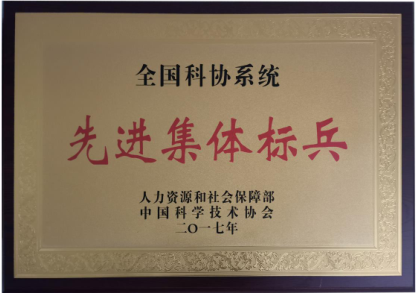 全国科协系统
先进集体标兵
人力资源和社会保障部
中国科学技术协会
二〇一七年